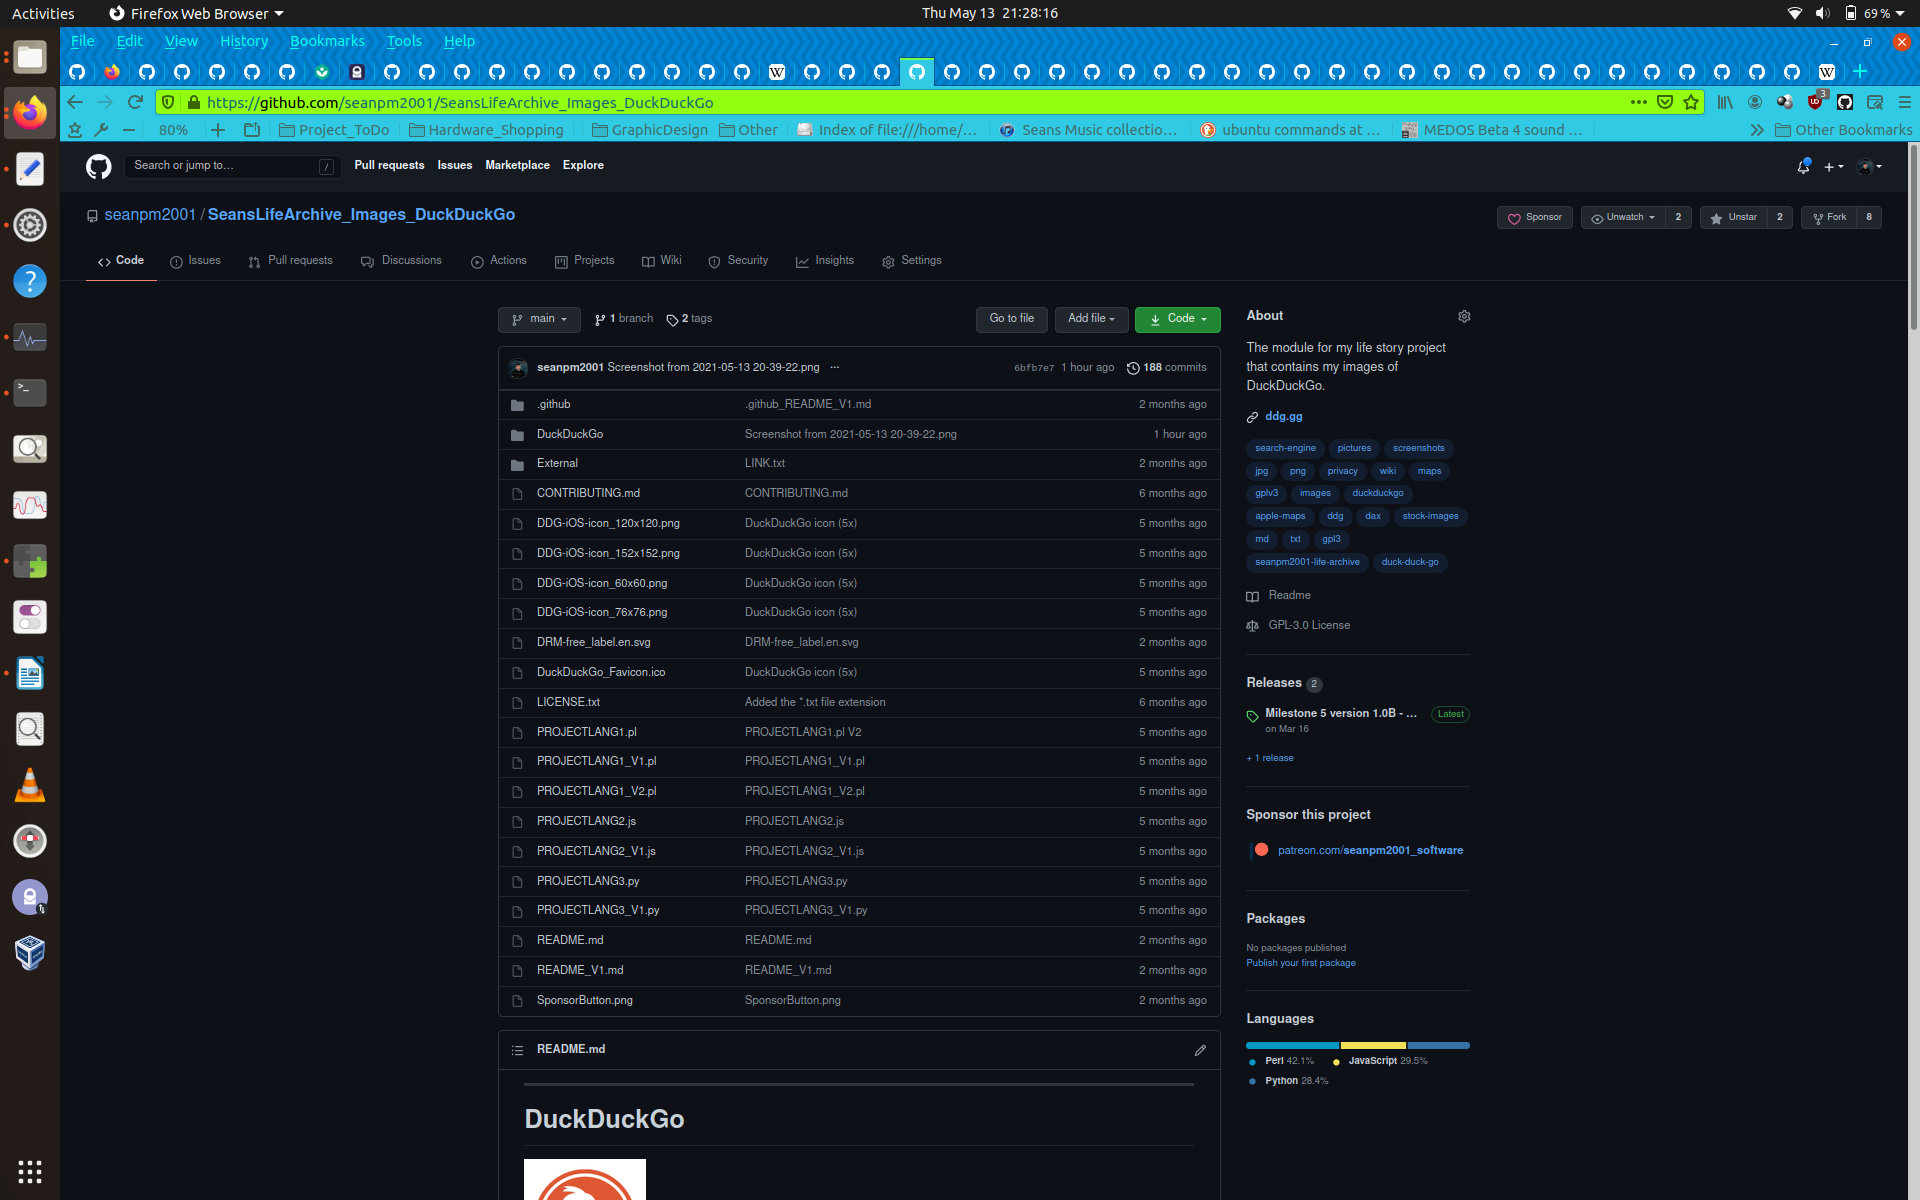 Activities Firefox Web Browser Thu May 13 21:28:16 69 %
File Edit View History Bookmarks Tools Help
https://github.com/seanpm2001/SeansLifeArchive_Images_DuckDuckGo 3
80% Project_ToDo Hardware_Shopping GraphicDesign Other Index of file:///home/... Seans Music collectio... ubuntu commands at ... MEDOS Beta 4 sound ... Other Bookmarks
Search or jump to... / Pull requests Issues Marketplace Explore
seanpm2001 / SeansLifeArchive_Images_DuckDuckGo Sponsor Unwatch 2 Unstar 2 Fork 8
Code Issues Pull requests Discussions Actions Projects Wiki Security Insights Settings
main 1 branch 2 tags Go to file Add file Code
seanpm2001 Screenshot from 2021-05-13 20-39-22.png ... 6bfb7e7 1 hour ago 188 commits
.github .github_README_V1.md 2 months ago
DuckDuckGo Screenshot from 2021-05-13 20-39-22.png 1 hour ago
External LINK.txt 2 months ago
CONTRIBUTING.md CONTRIBUTING.md 6 months ago
DDG-iOS-icon_120x120.png DuckDuckGo icon (5x) 5 months ago
DDG-iOS-icon_152x152.png DuckDuckGo icon (5x) 5 months ago
DDG-iOS-icon_60x60.png DuckDuckGo icon (5x) 5 months ago
DDG-iOS-icon_76x76.png DuckDuckGo icon (5x) 5 months ago
DRM-free_label.en.svg DRM-free_label.en.svg 2 months ago
DuckDuckGo_Favicon.ico DuckDuckGo icon (5x) 5 months ago
LICENSE.txt Added the *.txt file extension 6 months ago
PROJECTLANG1.pl PROJECTLANG1.pl V2 5 months ago
PROJECTLANG1_V1.pl PROJECTLANG1_V1.pl 5 months ago
PROJECTLANG1_V2.pl PROJECTLANG1_V2.pl 5 months ago
PROJECTLANG2.js PROJECTLANG2.js 5 months ago
PROJECTLANG2_V1.js PROJECTLANG2_V1.js 5 months ago
PROJECTLANG3.py PROJECTLANG3.py 5 months ago
PROJECTLANG3_V1.py PROJECTLANG3_V1.py 5 months ago
README.md README.md 2 months ago
README_V1.md README_V1.md 2 months ago
SponsorButton.png SponsorButton.png 2 months ago
README.md
DuckDuckGo
About
The module for my life story project
that contains my images of
DuckDuckGo.
ddg.gg
search-engine pictures screenshots
jpg png privacy wiki maps
gplv3 images duckduckgo
apple-maps ddg dax stock-images
md txt gpl3
seanpm2001-life-archive duck-duck-go
Readme
GPL-3.0 License
Releases 2
Milestone 5 version 1.0B - ... Latest
on Mar 16
+ 1 release
Sponsor this project
patreon.com/seanpm2001_software
Packages
No packages published
Publish your first package
Languages
Perl 42.1% JavaScript 29.5%
Python 28.4%